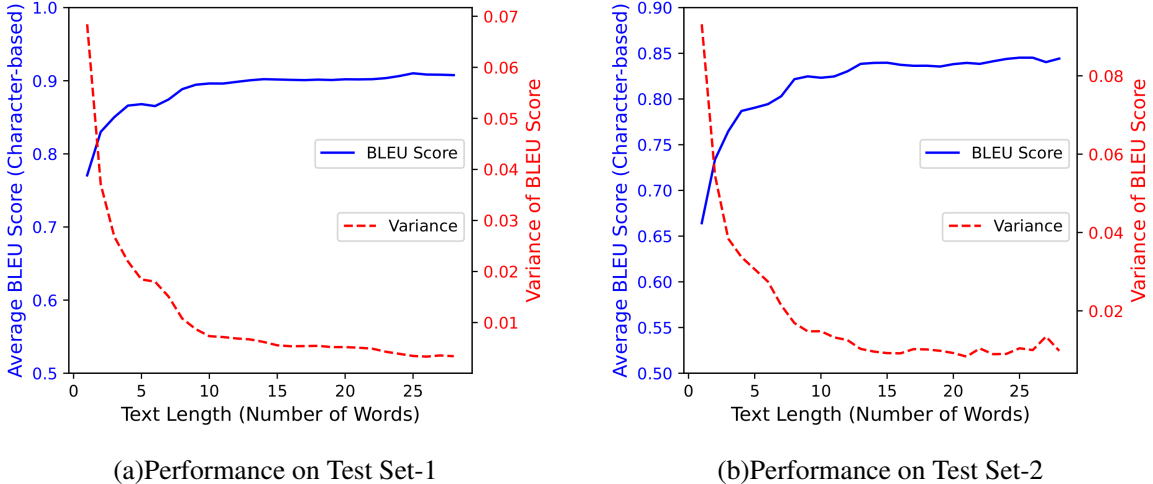 Average BLEU Score (Character-based)
1.0
0.9
0.8
0.7
0.6
0.5
0.07
0.06
0.05
0.04
0.03
0.02
0.01
Variance of BLEU Score
BLEU Score
Variance
0 5 10 15 20 25
Text Length (Number of Words)
(a)Performance on Test Set-1
Average BLEU Score (Character-based)
0.90
0.85
0.80
0.75
0.70
0.65
0.60
0.55
0.50
0.08
0.06
0.04
0.02
Variance of BLEU Score
BLEU Score
Variance
0 5 10 15 20 25
Text Length (Number of Words)
(b)Performance on Test Set-2